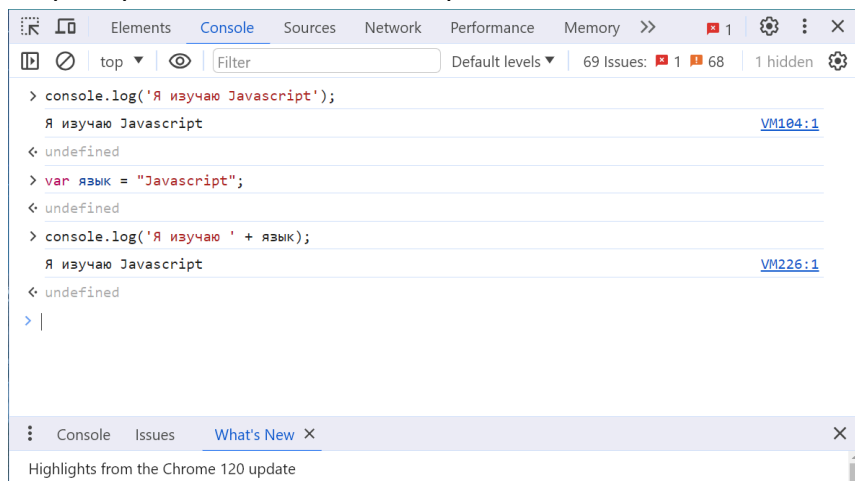 Elements Console Sources Network Performance Memory 1
top Filter Default levels 69 Issues: 1 68 1 hidden
> console.log('Я изучаю Javascript');
Я изучаю Javascript VM104:1
undefined
> var язык = "Javascript";
undefined
> console.log('Я изучаю ' + язык);
Я изучаю Javascript VM226:1
undefined
>
Console Issues What's New
Highlights from the Chrome 120 update